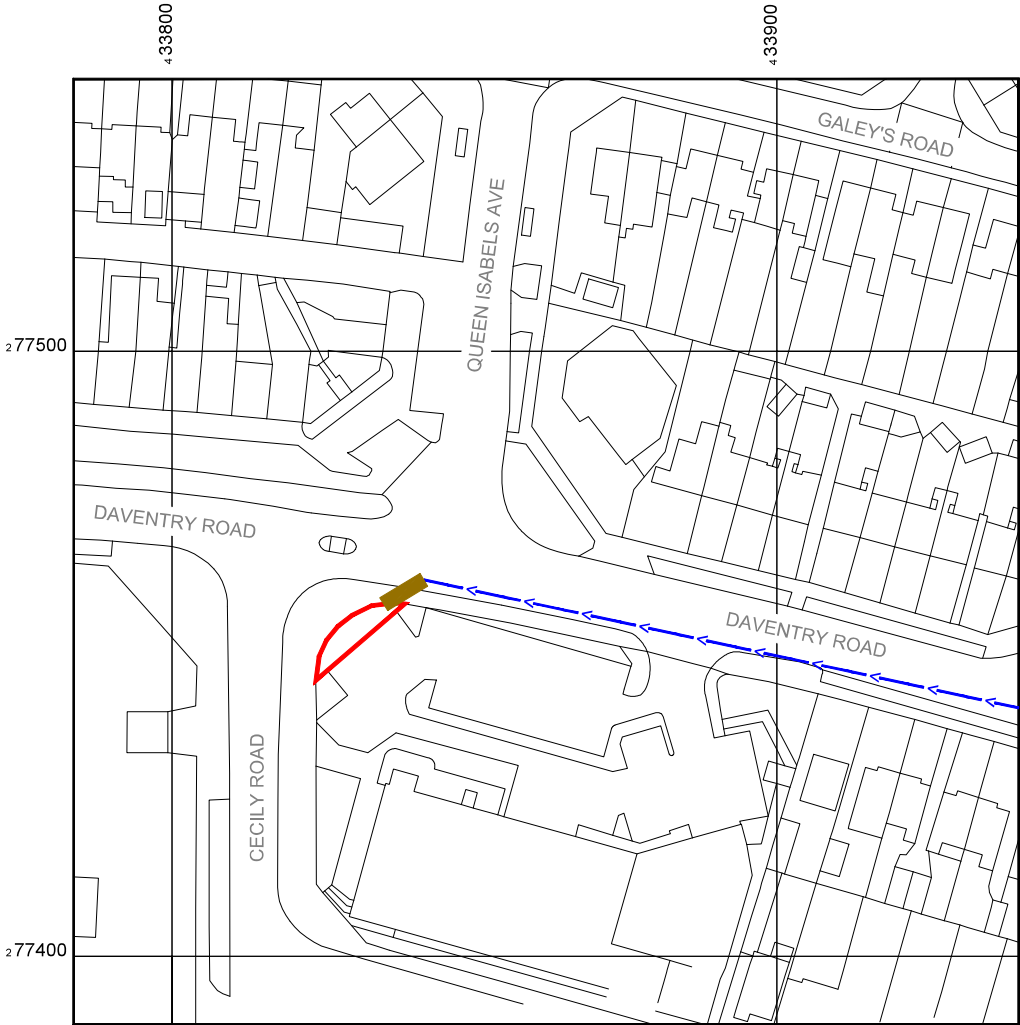 433800
433900
GALEY'S ROAD
QUEEN ISABELS AVE
277500
DAVENTRY ROAD
DAVENTRY ROAD
CECILY ROAD
277400